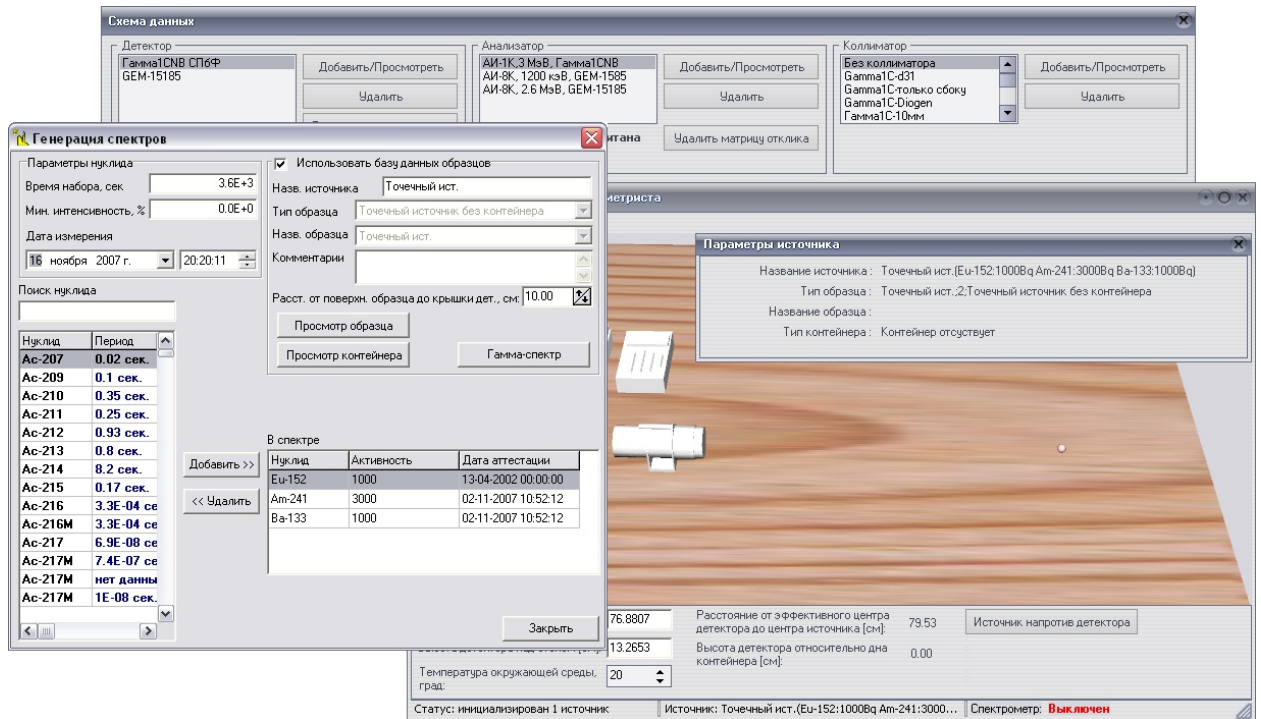 Схема данных
Детектор
Гамма1CNB СПбФ
GEM-15185
Добавить/Просмотреть
Удалить
Анализатор
АИ-1К,3 МэВ, Гамма1CNB
АИ-8К, 1200 кэВ, GEM-1585
АИ-8К, 2.6 МэВ, GEM-15185
Добавить/Просмотреть
Удалить
Удалить матрицу отклика
Коллиматор
Без коллиматора
Gamma1C-d31
Gamma1C-только сбоку
Gamma1C-Diogen
Гамма1С-10мм
Добавить/Просмотреть
Удалить
Генерация спектров
Параметры нуклида
Время набора, сек 3.6E+3
Мин. интенсивность, % 0.0E+0
Дата измерения
16 ноября 2007 г. 20:20:11
Поиск нуклида
Нуклид Период
Ac-207 0.02 сек.
Ac-209 0.1 сек.
Ac-210 0.35 сек.
Ac-211 0.25 сек.
Ac-212 0.93 сек.
Ac-213 0.8 сек.
Ac-214 8.2 сек.
Ac-215 0.17 сек.
Ac-216 3.3E-04 се
Ac-216M 3.3E-04 се
Ac-217 6.9E-08 се
Ac-217M 7.4E-07 се
Ac-217M нет данны
Ac-217M 1E-08 сек.
Добавить >>
<< Удалить
Использовать базу данных образцов
Назв. источника Точечный ист.
Тип образца Точечный источник без контейнера
Назв. образца Точечный ист.
Комментарии
Расст. от поверхн. образца до крышки дет., см: 10.00
Просмотр образца
Просмотр контейнера
Гамма-спектр
В спектре
Нуклид Активность Дата аттестации
Eu-152 1000 13-04-2002 00:00:00
Am-241 3000 02-11-2007 10:52:12
Ba-133 1000 02-11-2007 10:52:12
Закрыть
Параметры источника
Название источника : Точечный ист.(Eu-152:1000Bq Am-241:3000Bq Ba-133:1000Bq)
Тип образца : Точечный ист.;2;Точечный источник без контейнера
Название образца :
Тип контейнера : Контейнер отсуствует
76.8807
Расстояние от эффективного центра
детектора до центра источника [см]: 79.53
Источник напротив детектора
13.2653
Высота детектора относительно дна
контейнера [см]: 0.00
Температура окружающей среды,
град: 20
Статус: инициализирован 1 источник
Источник: Точечный ист.(Eu-152:1000Bq Am-241:3000...
Спектрометр: Выключен